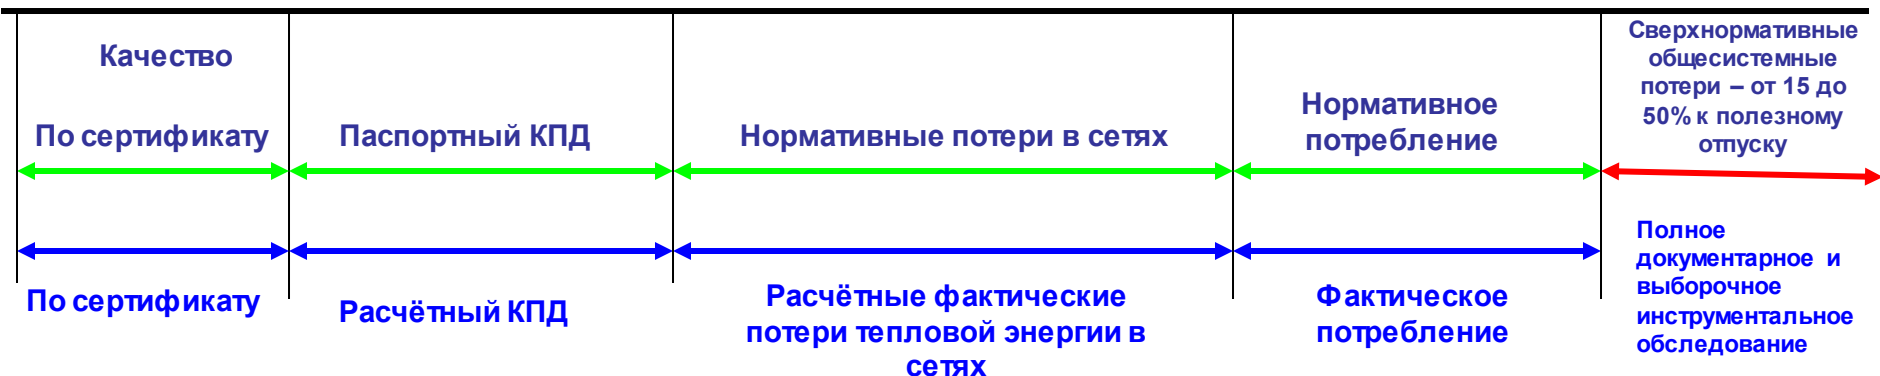 Качество
По сертификату
Паспортный КПД
Нормативные потери в сетях
Нормативное
потребление
Сверхнормативные
общесистемные
потери – от 15 до
50% к полезному
отпуску
По сертификату
Расчётный КПД
Расчётные фактические
потери тепловой энергии в
сетях
Фактическое
потребление
Полное
документарное и
выборочное
инструментальное
обследование